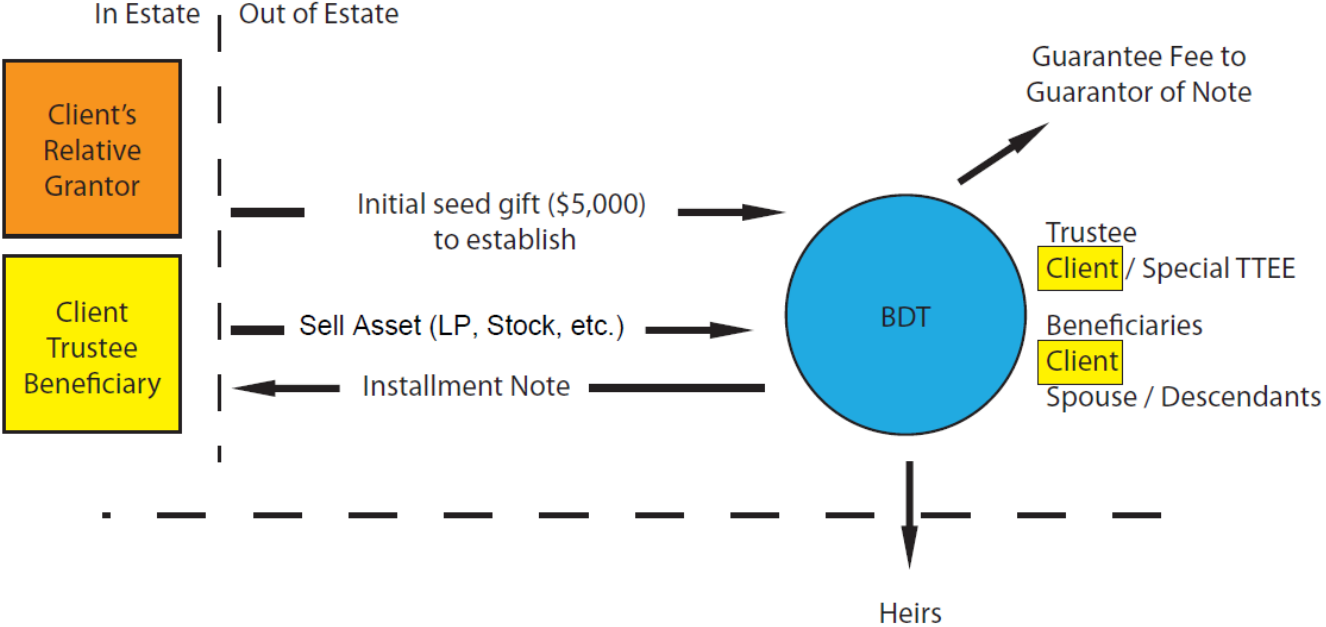 In Estate
Out of Estate
Client's
Relative
Grantor
Guarantee Fee to
Guarantor of Note
Initial seed gift ($5,000)
to establish
Client
Trustee
Beneficiary
Sell Asset (LP, Stock, etc.)
Installment Note
BDT
Trustee
Client / Special TTEE
Beneficiaries
Client
Spouse / Descendants
Heirs